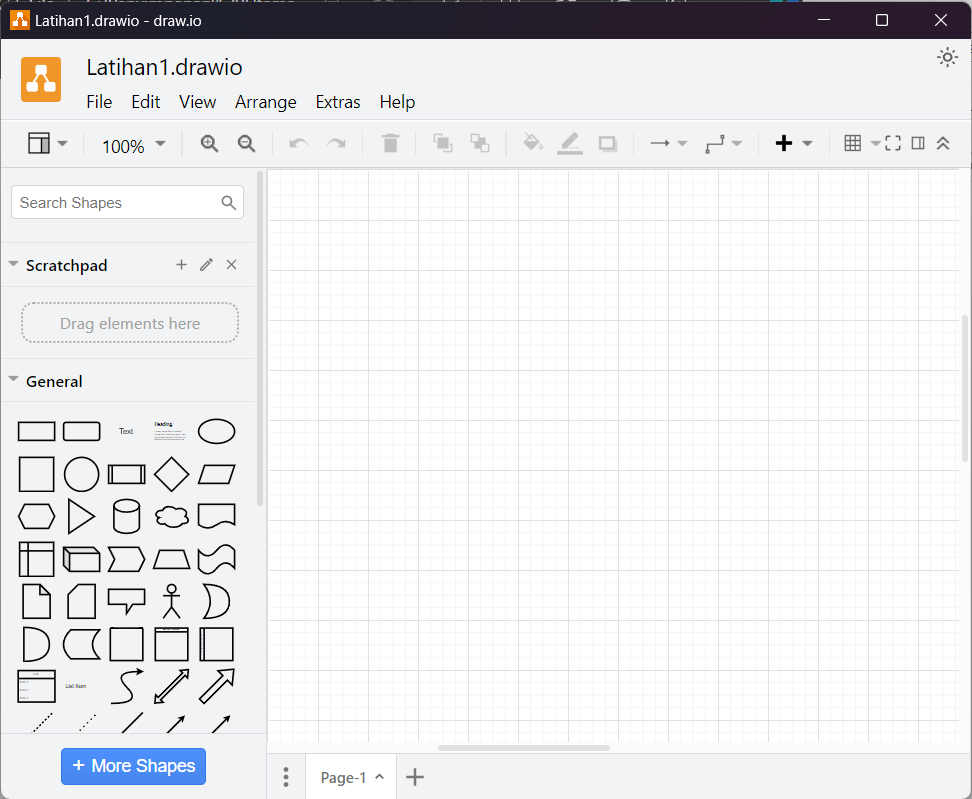 Latihan1.drawio - draw.io
Latihan1.drawio
File Edit View Arrange Extras Help
100%
Search Shapes
Scratchpad
Drag elements here
General
Text
Heading
List Item
+ More Shapes
Page-1